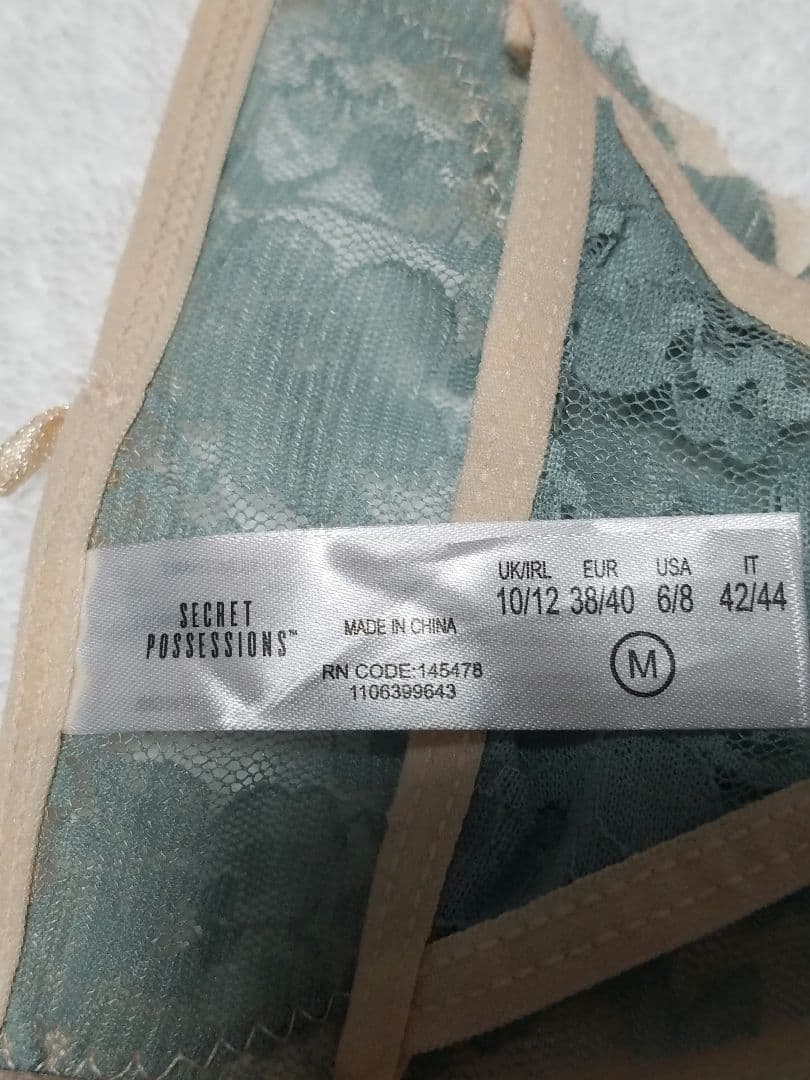 SECRET
POSSESSIONS™
MADE IN CHINA
RN CODE:145478
1106399643
UK/IRL EUR USA IT
10/12 38/40 6/8 42/44
M